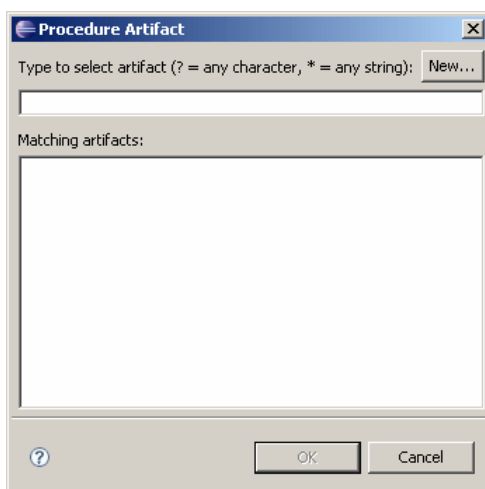 Procedure Artifact
Type to select artifact (? = any character, * = any string): New...
Matching artifacts:
? OK Cancel